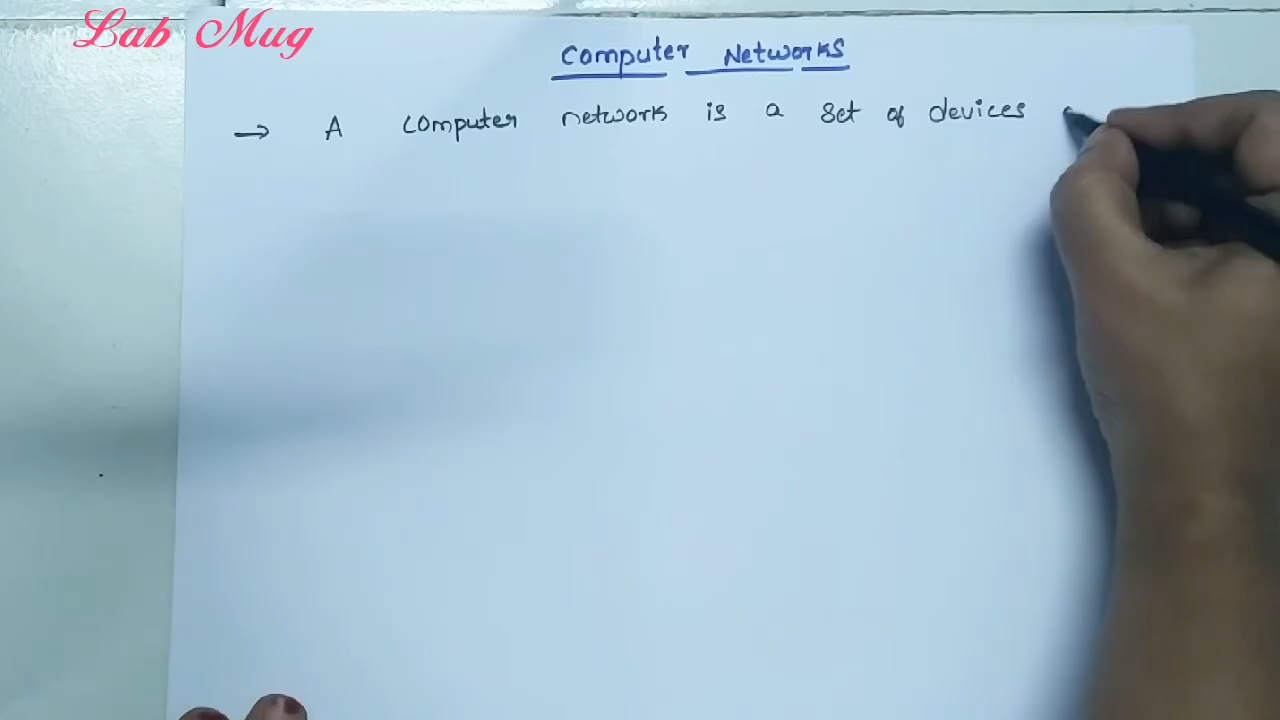 Lab Mug
Computer Networks
→ A computer network is a set of devices